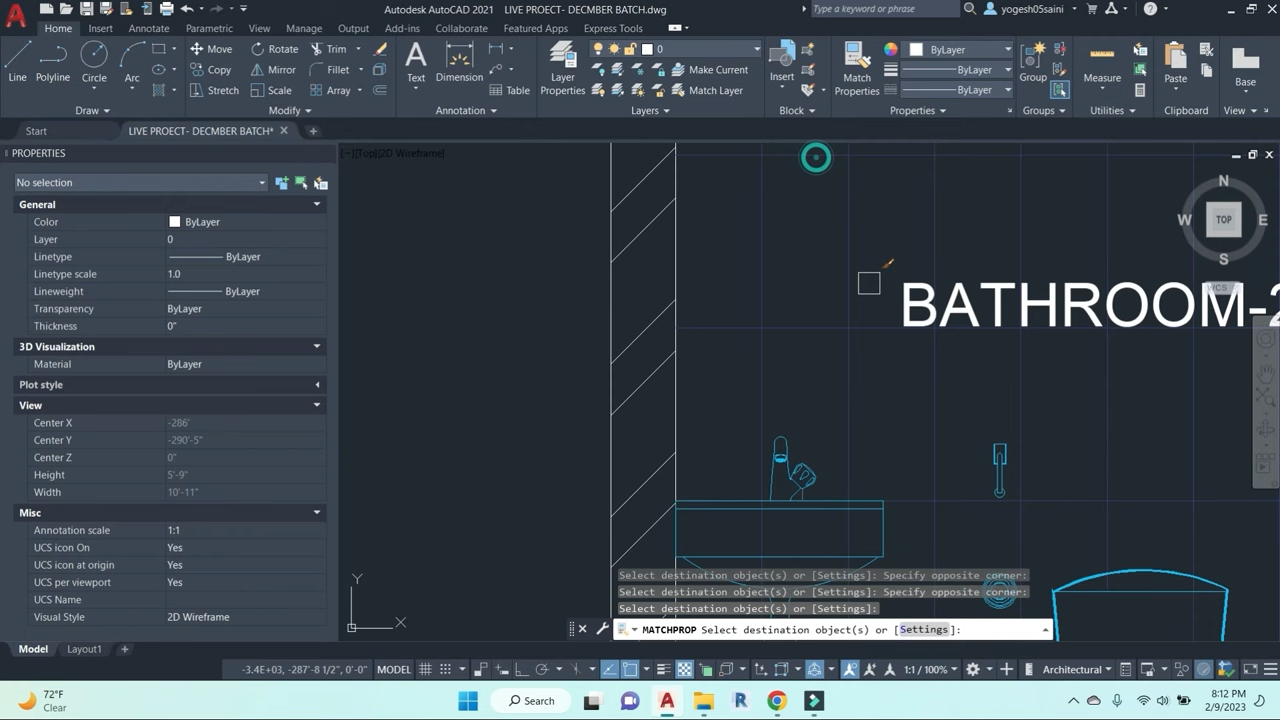 Autodesk AutoCAD 2021 LIVE PROECT- DECMBER BATCH.dwg
Type a keyword or phrase
yogesh05saini
Home Insert Annotate Parametric View Manage Output Add-ins Collaborate Featured Apps Express Tools
Line Polyline Circle Arc
Move Rotate Trim
Copy Mirror Fillet
Stretch Scale Array
Text Dimension Table
Layer Properties
0
Make Current
Match Layer
Insert
Match Properties
ByLayer
ByLayer
ByLayer
Group
Measure
Paste
Base
Draw Modify Annotation Layers Block Properties Groups Utilities Clipboard View
Start LIVE PROECT- DECMBER BATCH*
PROPERTIES
No selection
General
Color ByLayer
Layer 0
Linetype ByLayer
Linetype scale 1.0
Lineweight ByLayer
Transparency ByLayer
Thickness 0"
3D Visualization
Material ByLayer
Plot style
View
Center X -286'
Center Y -290'-5"
Center Z 0"
Height 5'-9"
Width 10'-11"
Misc
Annotation scale 1:1
UCS icon On Yes
UCS icon at origin Yes
UCS per viewport Yes
UCS Name
Visual Style 2D Wireframe
[−][Top][2D Wireframe]
N
W TOP E
S
WCS
BATHROOM-2
Y
X
Select destination object(s) or [Settings]: Specify opposite corner:
Select destination object(s) or [Settings]: Specify opposite corner:
Select destination object(s) or [Settings]:
MATCHPROP Select destination object(s) or [Settings]:
Model Layout1
-3.4E+03, -287'-8 1/2", 0'-0" MODEL 1:1 / 100% Architectural
72°F
Clear
Search
8:12 PM
2/9/2023